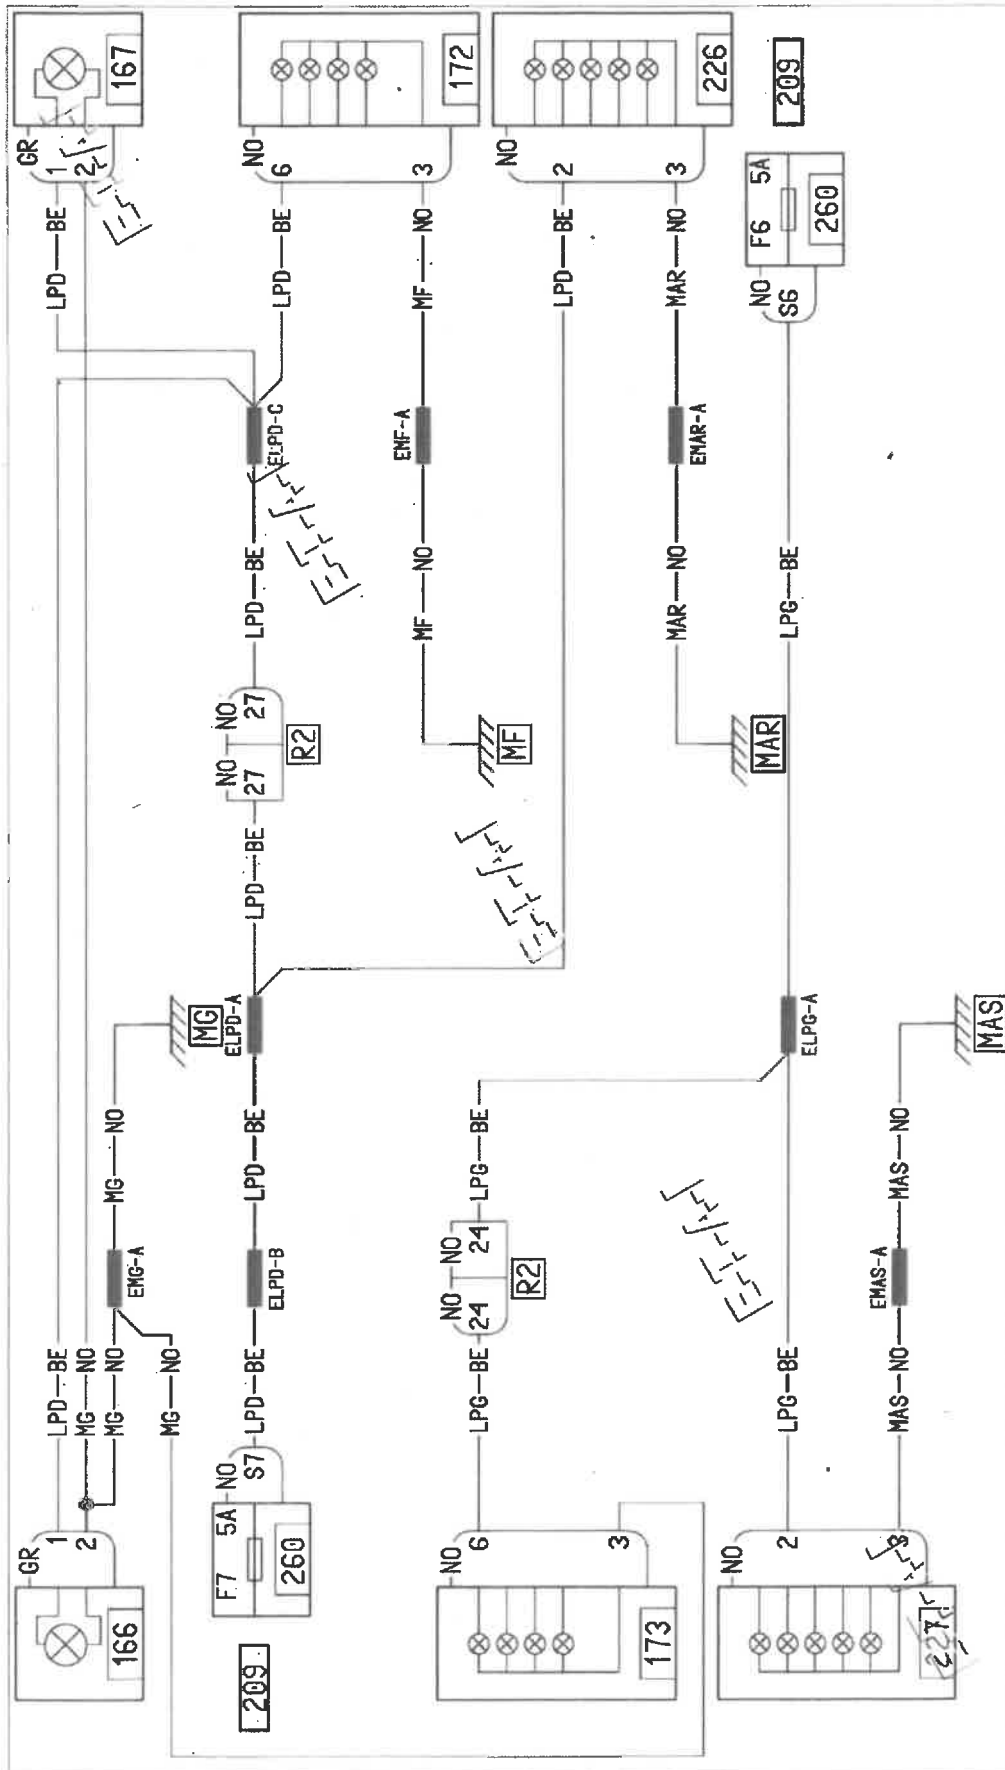 GR
1
2
167
LPD BE
NO
6
3
172
LPD BE
MF NO
NO
2
3
226
LPD BE
MAR NO
209
F6 5A
260
NO
S6
ELPD-C
EMF-A
EMAR-A
LPD BE
MF NO
MAR NO
LPG BE
NO NO
27 27
R2
MF
MAR
LPD BE
MG
ELPD-A
ELPG-A
MAS
MG NO
LPD BE
LPG BE
MAS NO
EMG-A
ELPD-B
NO NO
24 24
R2
EMAS-A
LPD BE
MG NO
MG NO
MG NO
LPD BE
LPG BE
LPG BE
MAS NO
GR
1
2
166
NO
S7
F7 5A
260
209
NO
6
3
173
NO
2
3
227